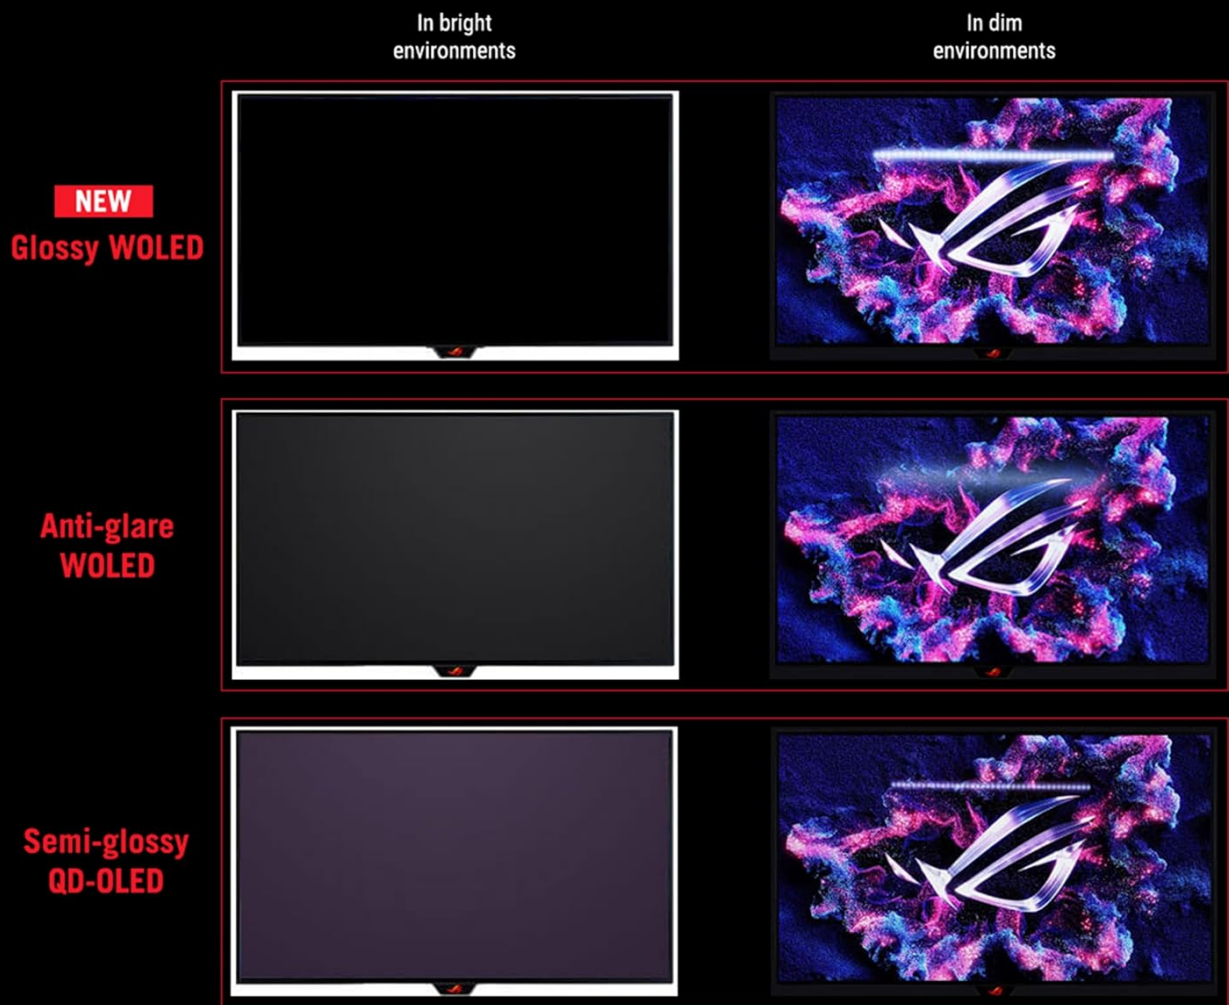 In bright
environments
In dim
environments
NEW
Glossy WOLED
Anti-glare
WOLED
Semi-glossy
QD-OLED